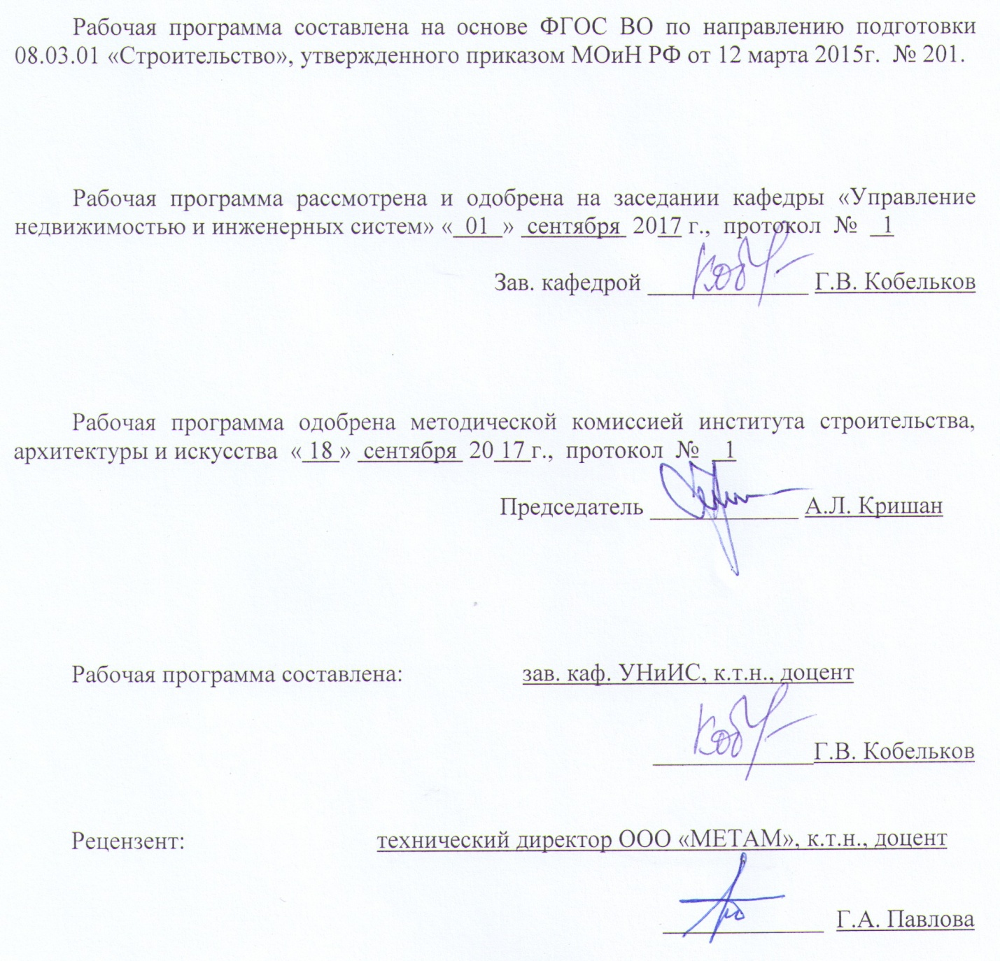 Рабочая программа составлена на основе ФГОС ВО по направлению подготовки
08.03.01 «Строительство», утвержденного приказом МОиН РФ от 12 марта 2015г. № 201.
Рабочая программа рассмотрена и одобрена на заседании кафедры «Управление
недвижимостью и инженерных систем» « 01 » сентября 2017 г., протокол № 1
Зав. кафедрой Г.В. Кобельков
Рабочая программа одобрена методической комиссией института строительства,
архитектуры и искусства « 18 » сентября 20 17 г., протокол № 1
Председатель А.Л. Кришан
Рабочая программа составлена: зав. каф. УНиИС, к.т.н., доцент
Г.В. Кобельков
Рецензент: технический директор ООО «МЕТАМ», к.т.н., доцент
Г.А. Павлова